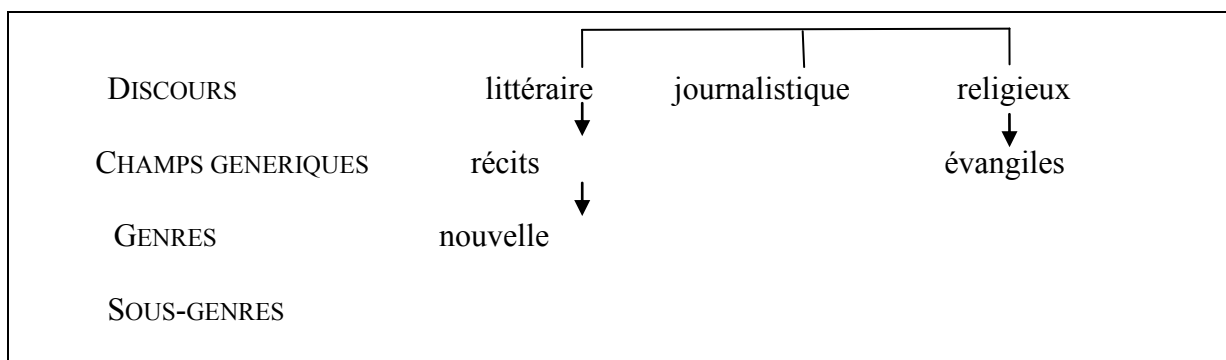 DISCOURS littéraire journalistique religieux
CHAMPS GENERIQUES récits évangiles
GENRES nouvelle
SOUS-GENRES